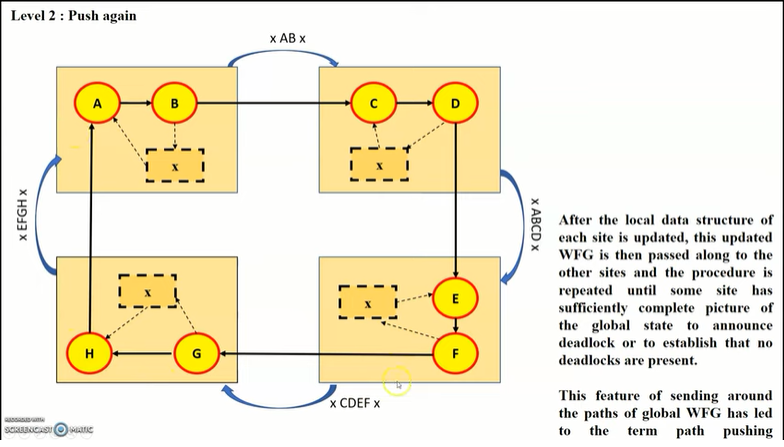 Level 2 : Push again
x AB x
A
B
C
D
x
x
x EFGH x
x ABCD x
After the local data structure of
each site is updated, this updated
WFG is then passed along to the
other sites and the procedure is
repeated until some site has
sufficiently complete picture of
the global state to announce
deadlock or to establish that no
deadlocks are present.
x
x
E
H
G
F
x CDEF x
This feature of sending around
the paths of global WFG has led
to the term path pushing
RECORDED WITH
SCREENCAST MATIC